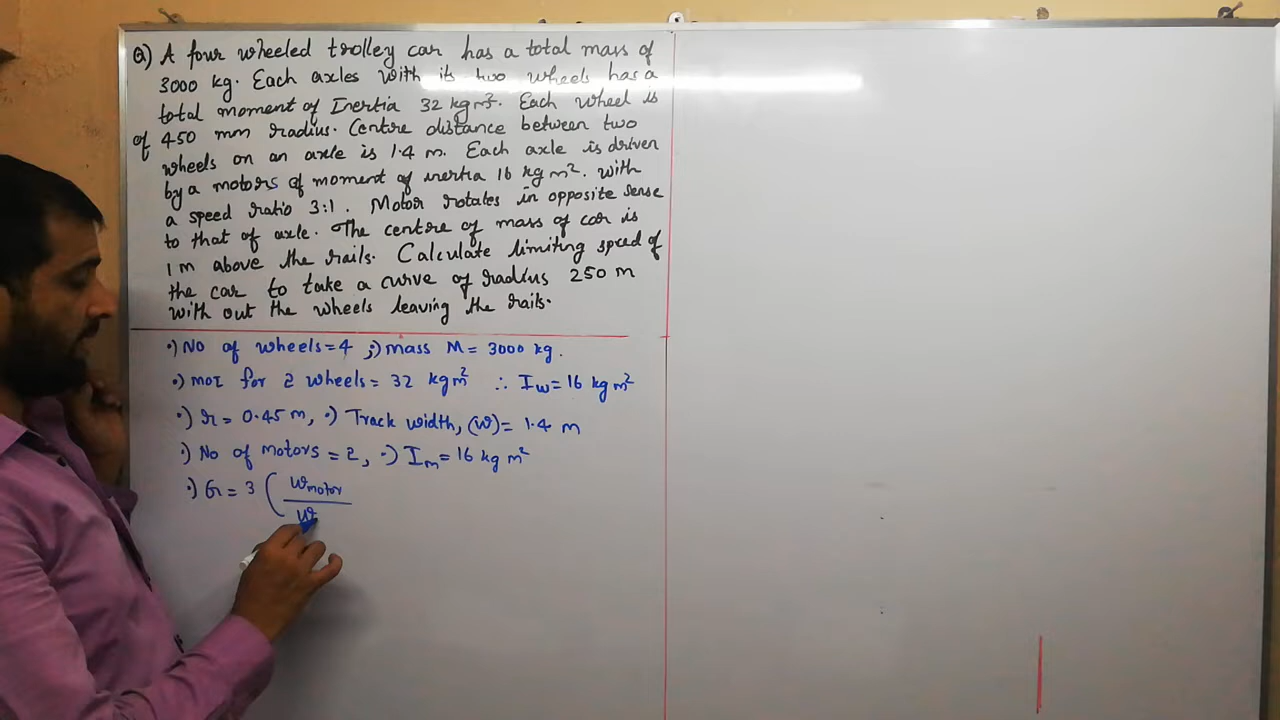 Q) A four wheeled trolley car has a total mass of
3000 kg. Each axles with its two wheels has a
total moment of Inertia 32 kgm². Each wheel is
of 450 mm radius. Centre distance between two
wheels on an axle is 1.4 m. Each axle is driven
by a motors of moment of inertia 16 kg m². with
a speed ratio 3:1. Motor rotates in opposite sense
to that of axle. The centre of mass of car is
1 m above the rails. Calculate limiting speed of
the car to take a curve of radius 250 m
with out the wheels leaving the rails.
•) No of wheels=4 ;•) mass M = 3000 kg.
•) MOI for 2 wheels = 32 kgm² ∴ Iw = 16 kg m²
•) r = 0.45 m, •) Track width, (w) = 1.4 m
•) No of motors = 2, •) Im = 16 kg m²
•) G = 3 ( ωmotor
ω